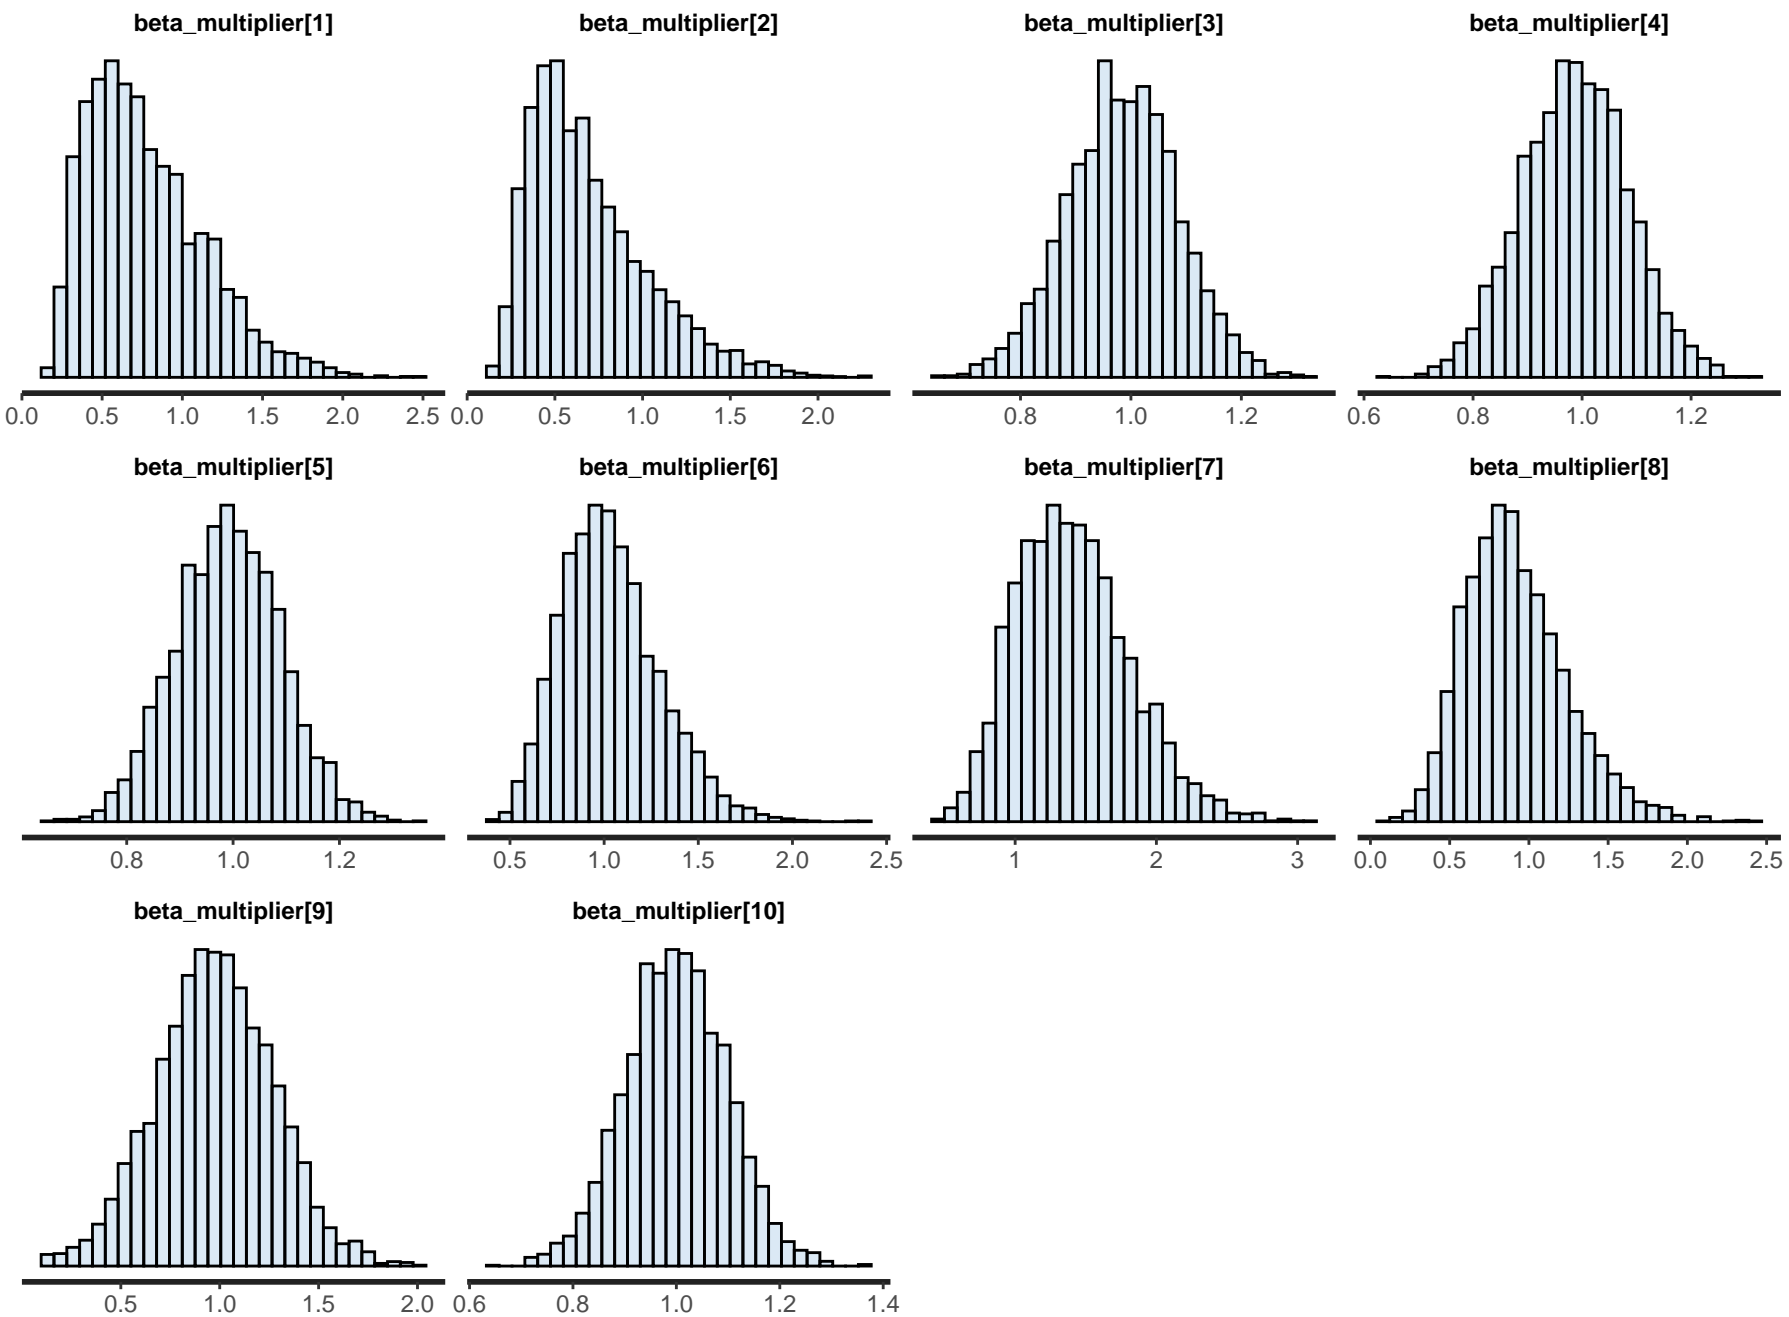 beta_multiplier[1] beta_multiplier[2] beta_multiplier[3] beta_multiplier[4]
0.0 0.5 1.0 1.5 2.0 2.5 0.0 0.5 1.0 1.5 2.0 0.8 1.0 1.2 0.6 0.8 1.0 1.2
beta_multiplier[5] beta_multiplier[6] beta_multiplier[7] beta_multiplier[8]
0.8 1.0 1.2 0.5 1.0 1.5 2.0 2.5 1 2 3 0.0 0.5 1.0 1.5 2.0 2.5
beta_multiplier[9] beta_multiplier[10]
0.5 1.0 1.5 2.0 0.6 0.8 1.0 1.2 1.4